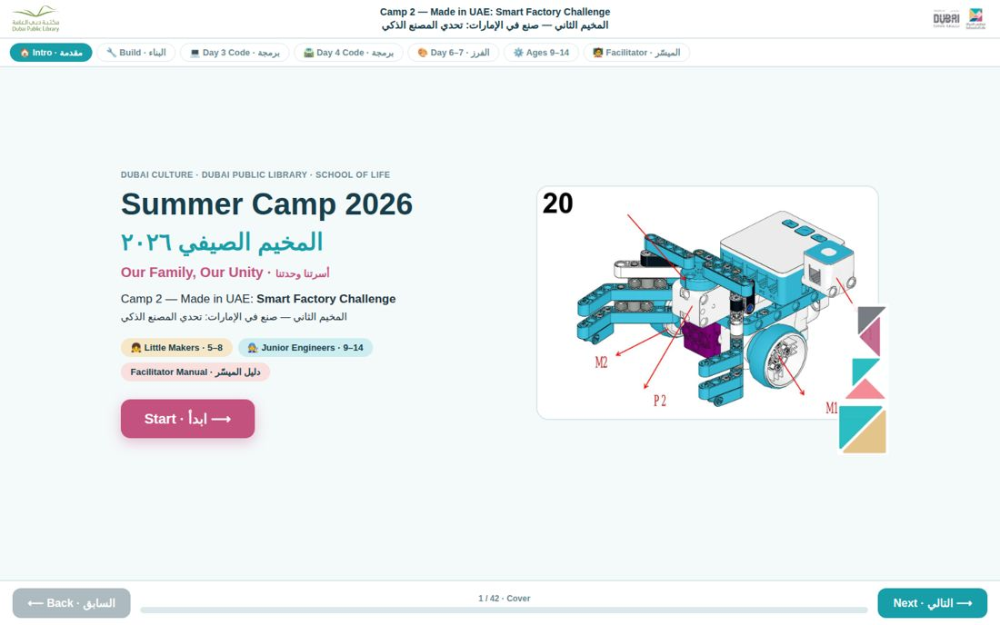 مكتبة دبي العامة
Dubai Public Library
Camp 2 — Made in UAE: Smart Factory Challenge
المخيم الثاني — صنع في الإمارات: تحدي المصنع الذكي
DUBAI
🏠 Intro · مقدمة
🔧 Build · البناء
💻 Day 3 Code · برمجة
🛣️ Day 4 Code · برمجة
🎨 Day 6–7 · الفرز
⚙️ Ages 9–14
🧑‍🏫 Facilitator · الميسّر
DUBAI CULTURE · DUBAI PUBLIC LIBRARY · SCHOOL OF LIFE
Summer Camp 2026
المخيم الصيفي ٢٠٢٦
Our Family, Our Unity · أسرتنا وحدتنا
Camp 2 — Made in UAE: Smart Factory Challenge
المخيم الثاني — صنع في الإمارات: تحدي المصنع الذكي
👧 Little Makers · 5–8
🧑‍🔧 Junior Engineers · 9–14
Facilitator Manual · دليل الميسّر
Start · ابدأ ⟶
20
M2
P 2
M1
⟵ Back · السابق
1 / 42 · Cover
Next · التالي ⟶